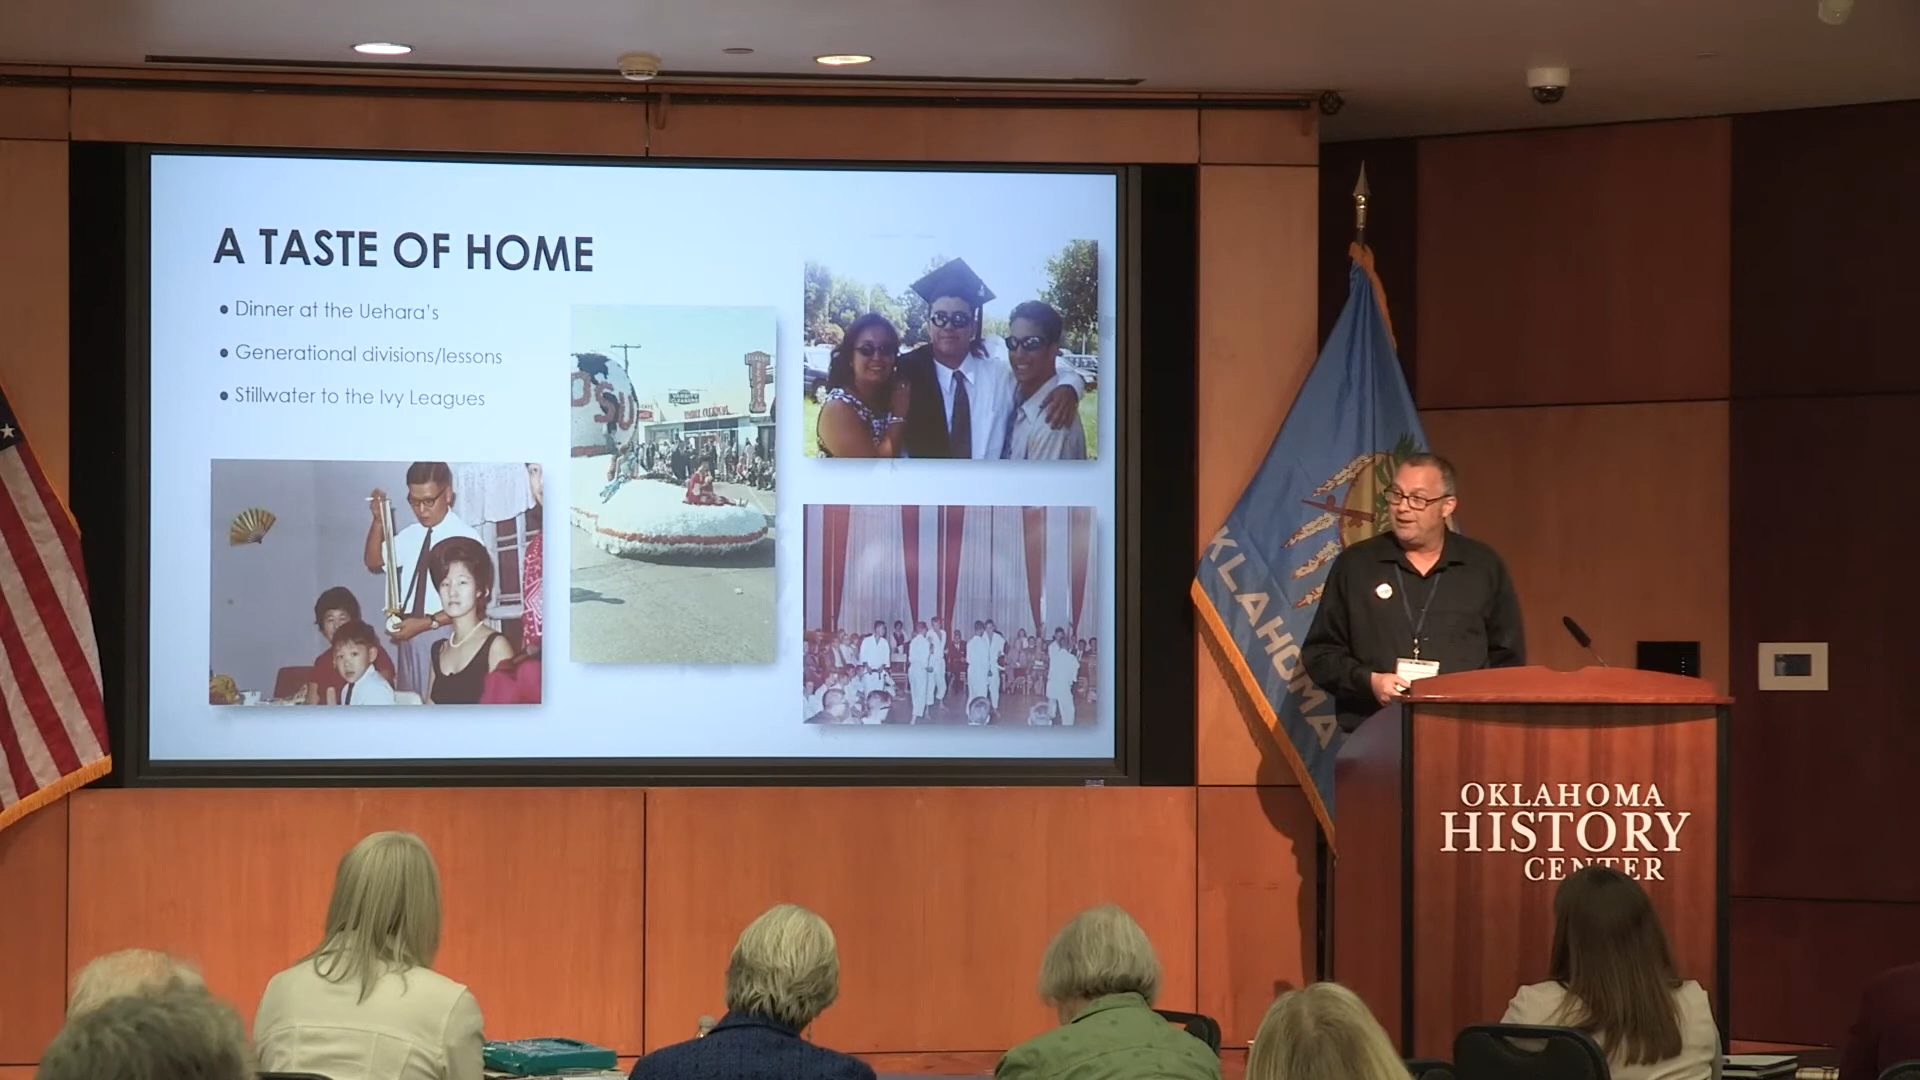 A TASTE OF HOME
• Dinner at the Uehara's
• Generational divisions/lessons
• Stillwater to the Ivy Leagues
OSU
OKLAHOMA
OKLAHOMA
HISTORY
CENTER